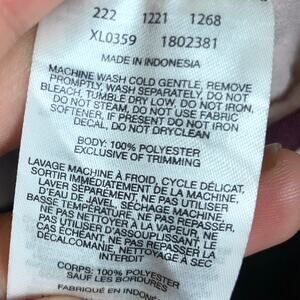 222 1221 1268
XL0359 1802381
MADE IN INDONESIA
MACHINE WASH COLD GENTLE, REMOVE
PROMPTLY, WASH SEPARATELY, DO NOT
BLEACH, TUMBLE DRY LOW, DO NOT IRON,
DO NOT STEAM, DO NOT USE FABRIC
SOFTENER, IF PRESENT DO NOT IRON
DECAL, DO NOT DRYCLEAN
BODY: 100% POLYESTER
EXCLUSIVE OF TRIMMING
LAVAGE MACHINE À FROID, CYCLE DÉLICAT,
SORTIR IMMÉDIATEMENT DE LA MACHINE,
LAVER SÉPARÉMENT, NE PAS UTILISER
D'EAU DE JAVEL, SÉCHAGE MACHINE,
BASSE TEMPÉRATURE, NE PAS REPASSER,
NE PAS NETTOYER À LA VAPEUR, NE
PAS UTILISER D'ASSOUPLISSANT, LE
CAS ÉCHÉANT, NE PAS REPASSER LA
DÉCALCOMANIE, NETTOYAGE À SEC
INTERDIT
CORPS: 100% POLYESTER
SAUF LES BORDURES
FABRIQUÉ EN INDONÉ